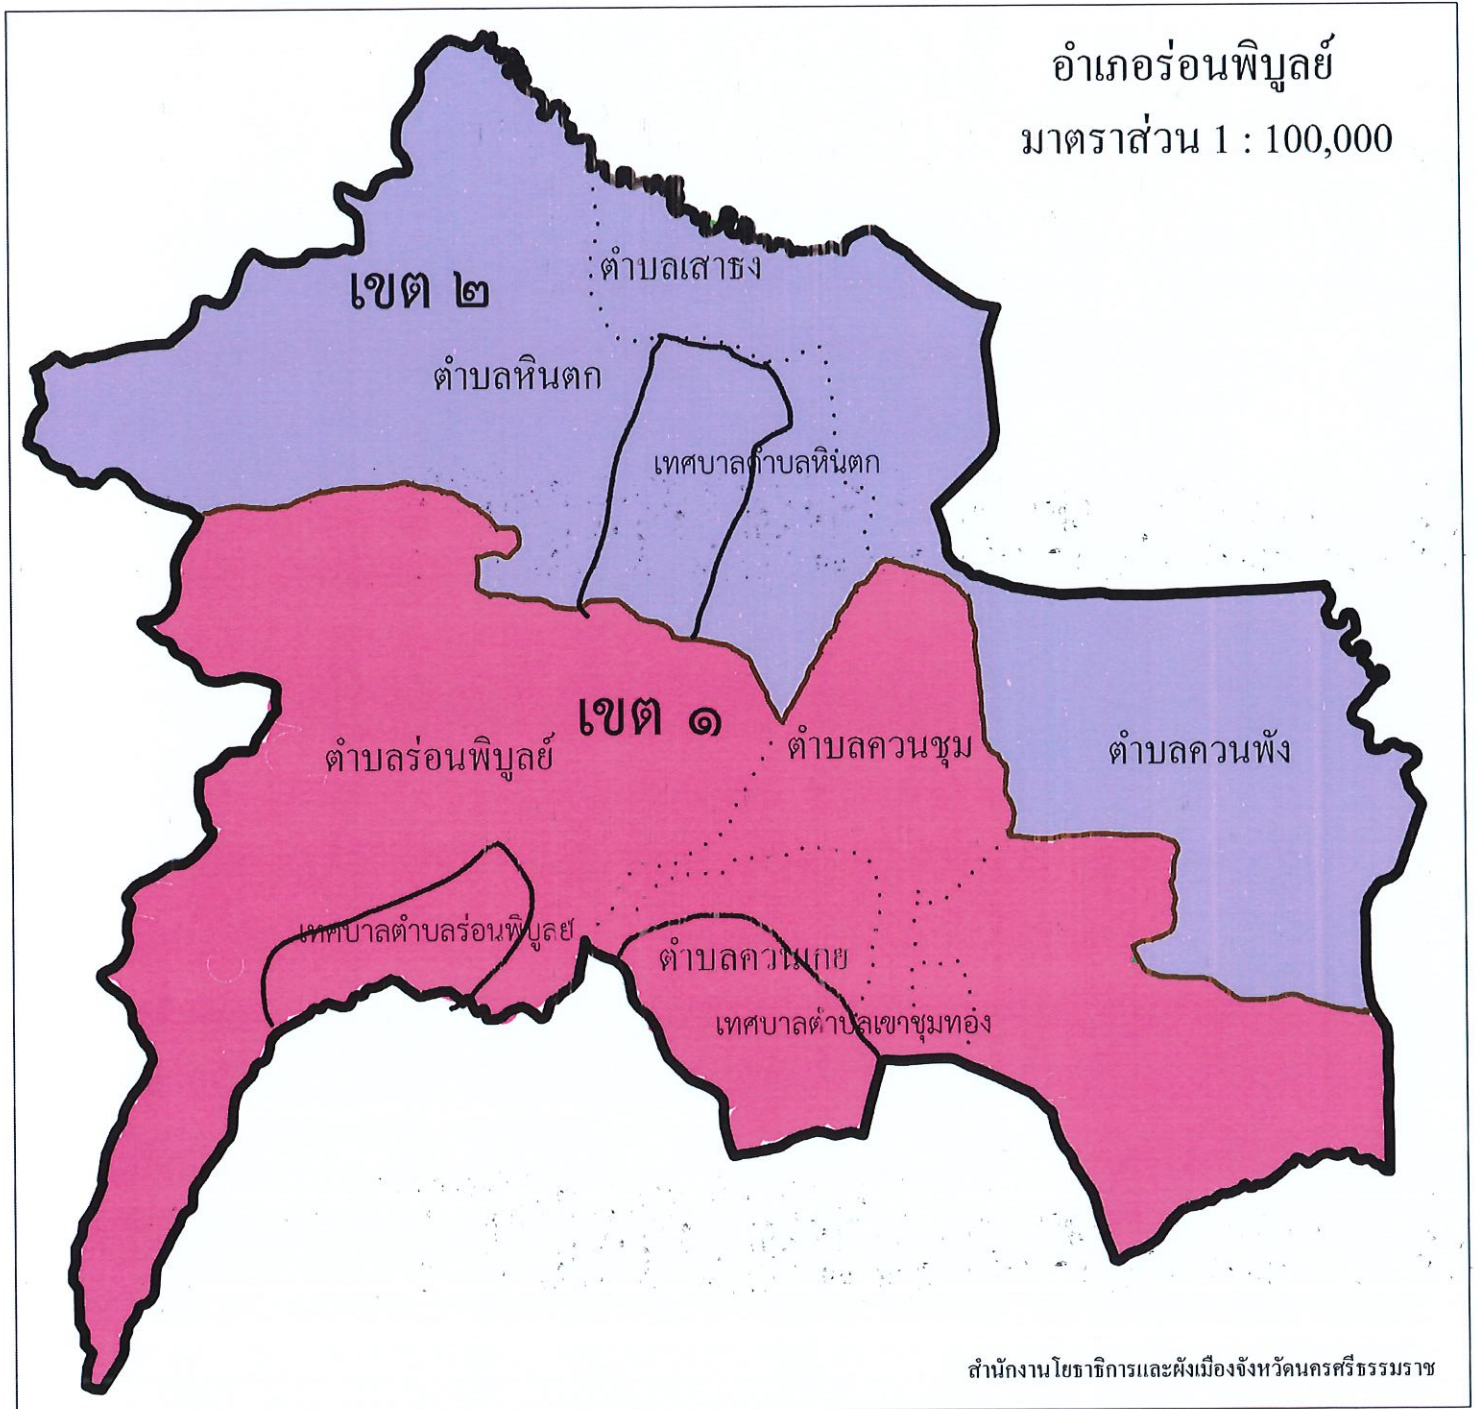 อำเภอร่อนพิบูลย์
มาตราส่วน 1 : 100,000
ตำบลเสาธง
เขต ๒
ตำบลหินตก
เทศบาลตำบลหินตก
เขต ๑
ตำบลร่อนพิบูลย์
ตำบลควนชุม
ตำบลควนพัง
เทศบาลตำบลร่อนพิบูลย์
ตำบลควนเกย
เทศบาลตำบลเขาชุมทอง
สำนักงานโยธาธิการและผังเมืองจังหวัดนครศรีธรรมราช